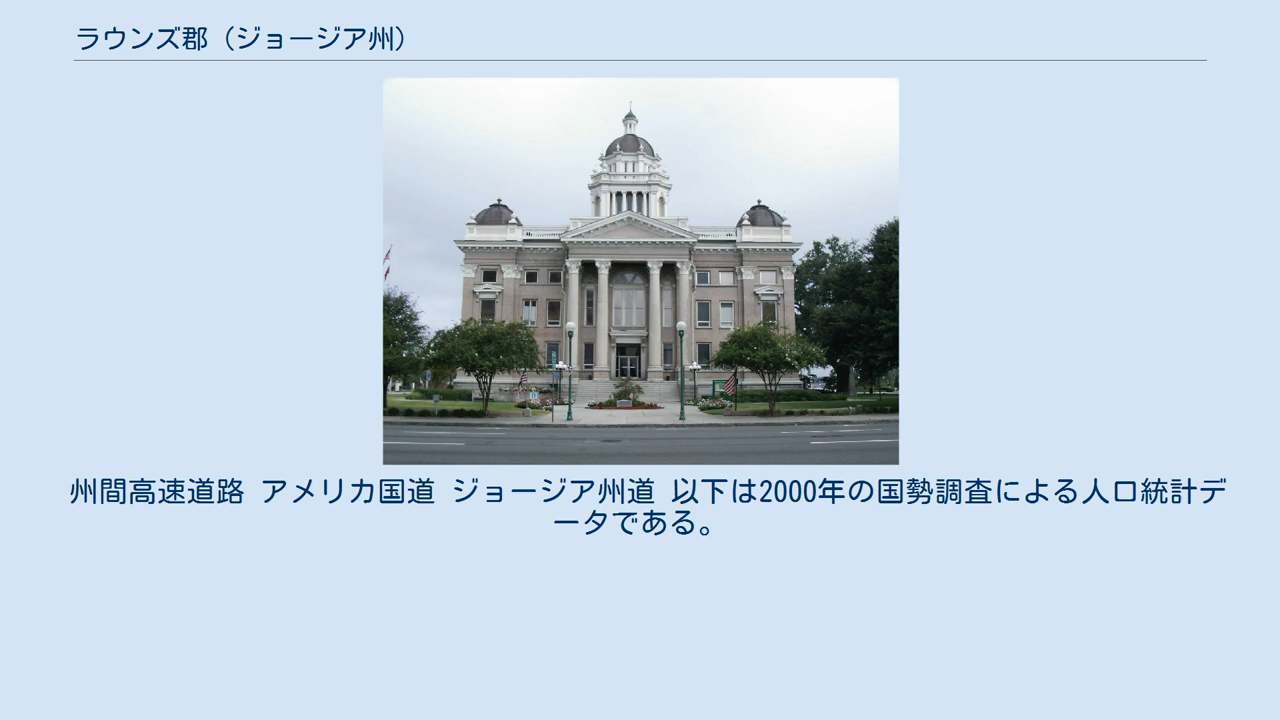 ラウンズ郡（ジョージア州）
州間高速道路 アメリカ国道 ジョージア州道 以下は2000年の国勢調査による人口統計デ
ータである。